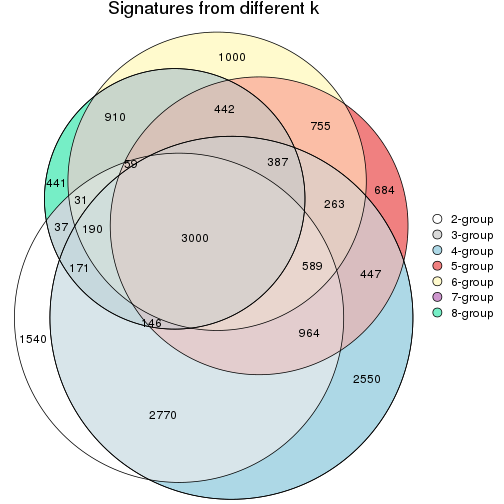 Signatures from different k
1000
910
442
755
59
387
441
684
31
263
37
190
3000
171
589
447
146
964
1540
2550
2770
2-group
3-group
4-group
5-group
6-group
7-group
8-group